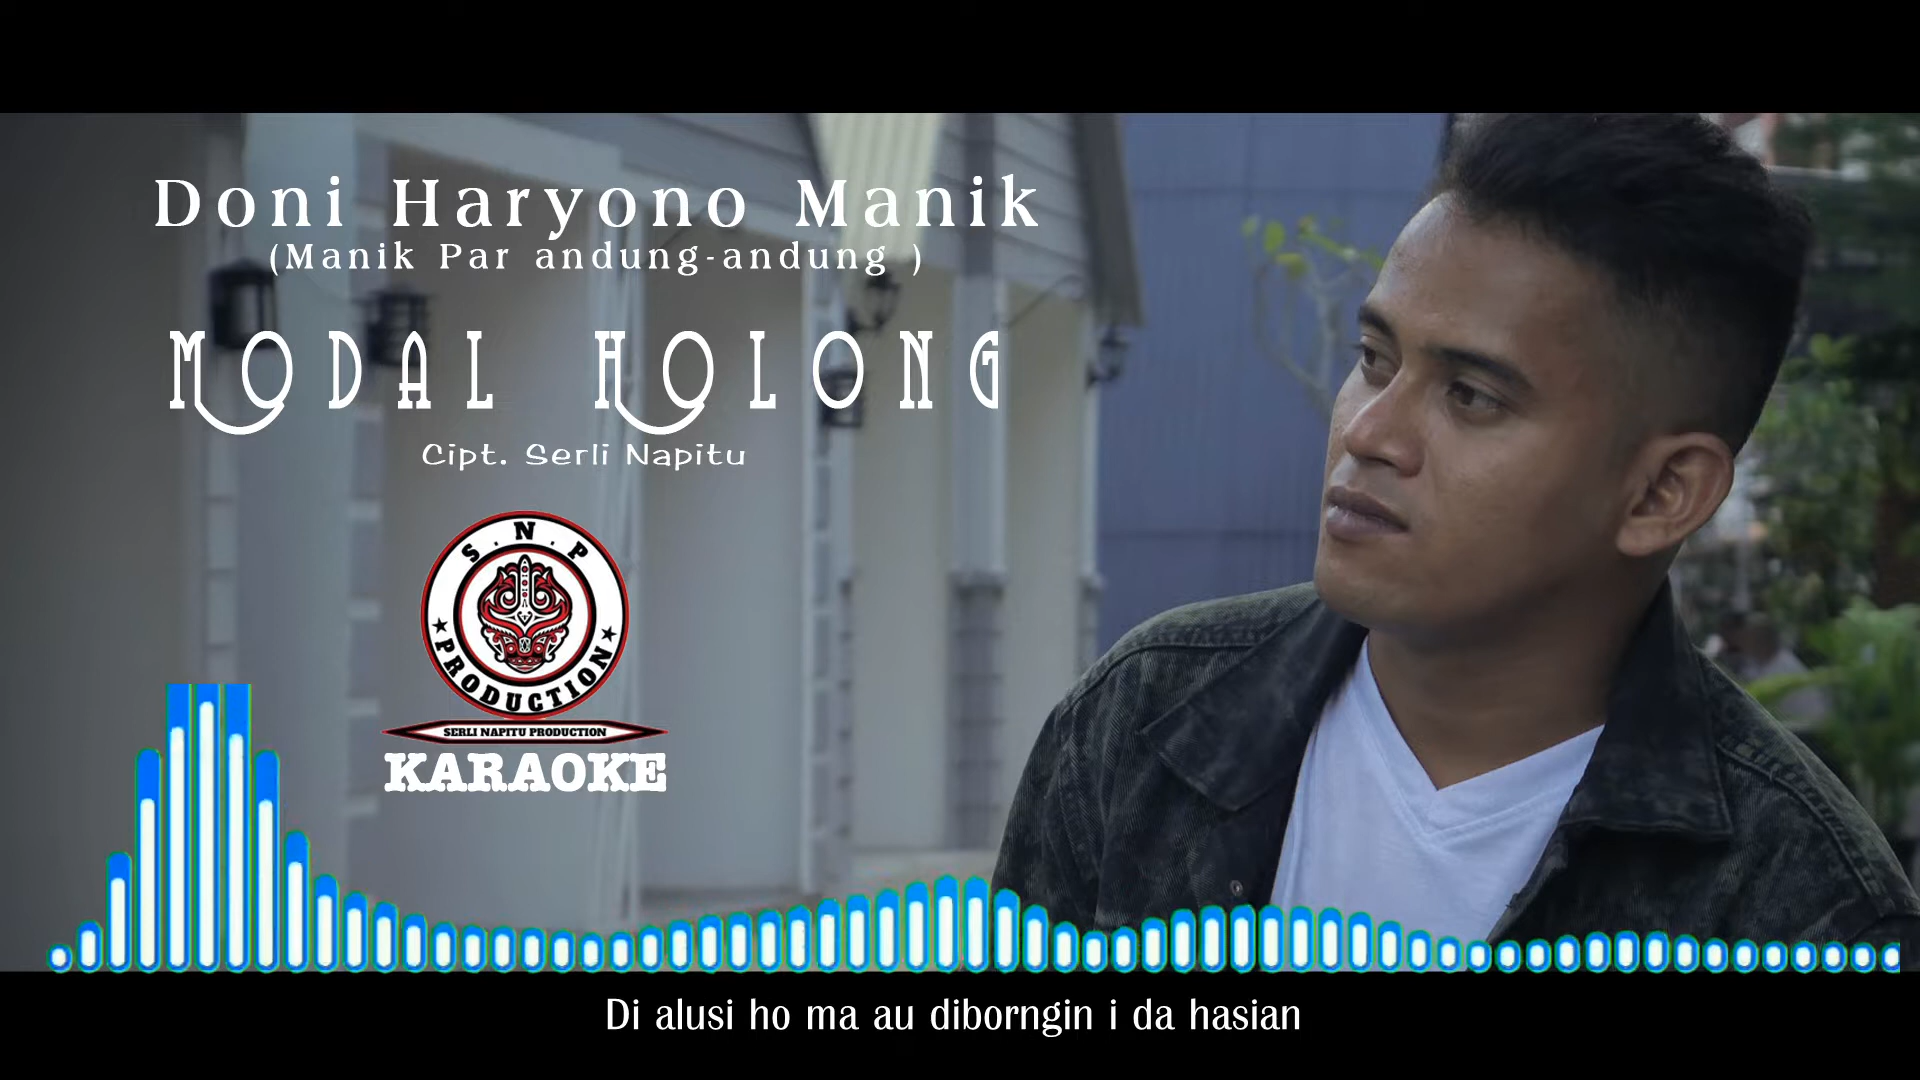 Doni Haryono Manik
(Manik Par andung-andung )
MODAL HOLONG
Cipt. Serli Napitu
S.N.P
★ PRODUCTION ★
SERLI NAPITU PRODUCTION
KARAOKE
Di alusi ho ma au diborngin i da hasian